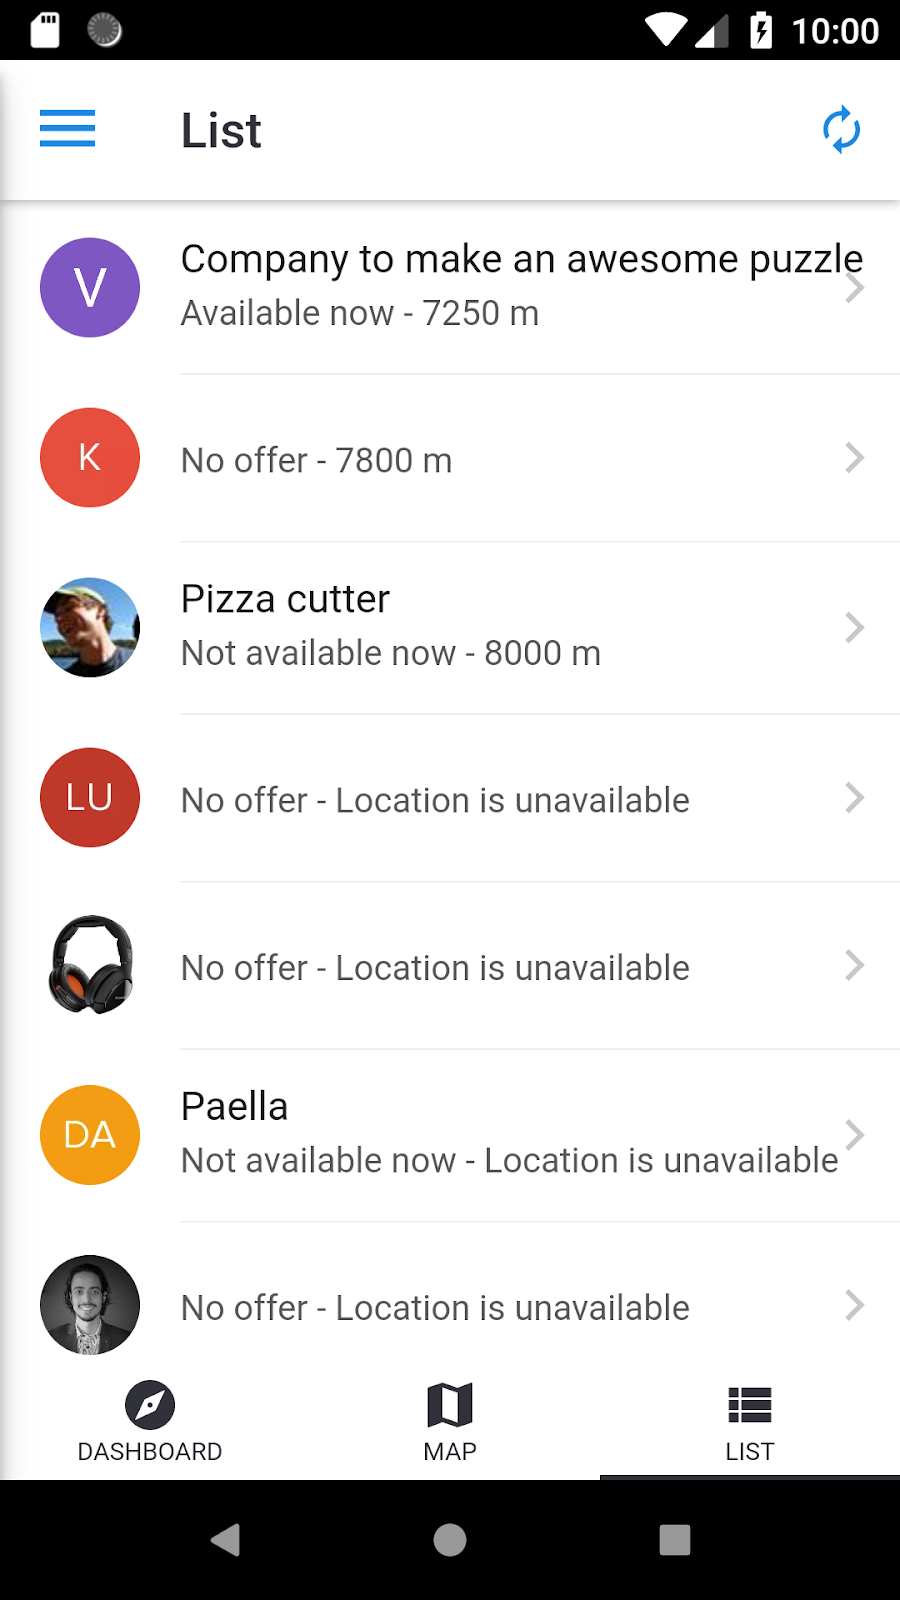 10:00
List
V
Company to make an awesome puzzle
Available now - 7250 m
K
No offer - 7800 m
Pizza cutter
Not available now - 8000 m
LU
No offer - Location is unavailable
No offer - Location is unavailable
DA
Paella
Not available now - Location is unavailable
No offer - Location is unavailable
DASHBOARD
MAP
LIST